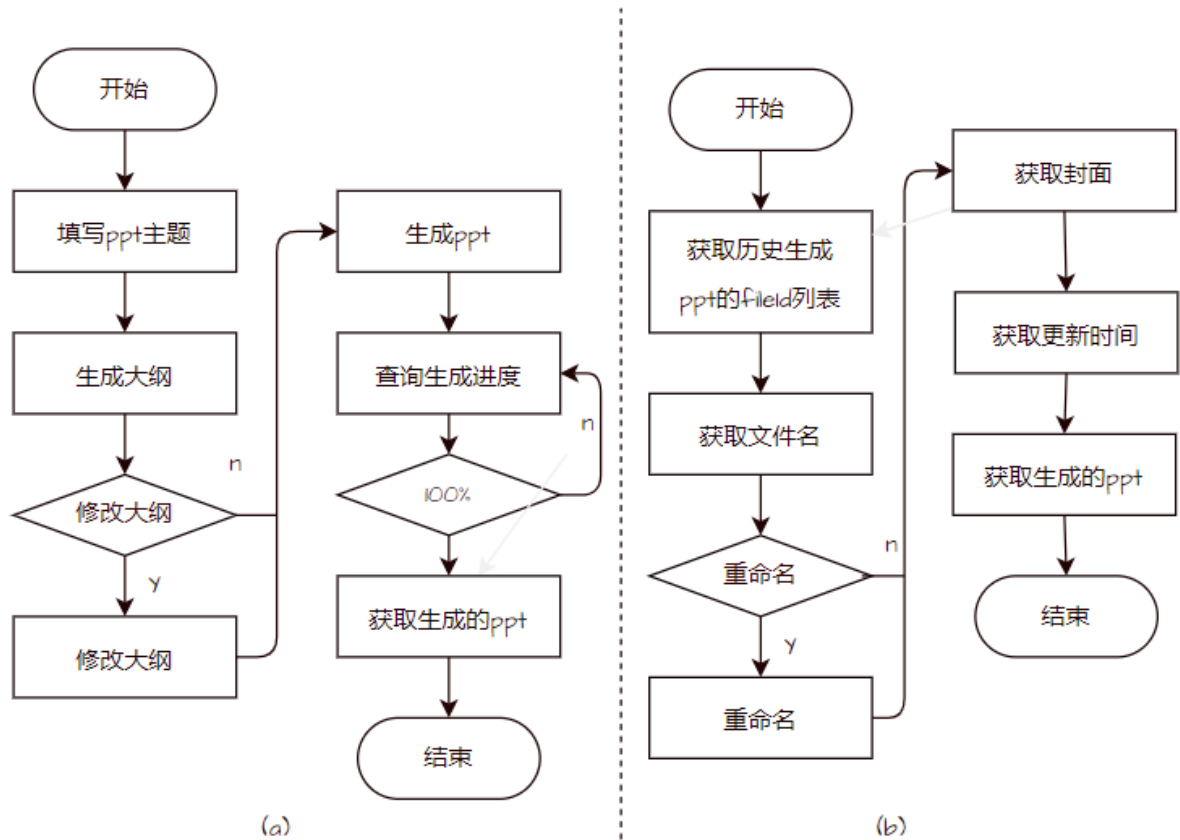 开始
填写ppt主题
生成大纲
n
修改大纲
y
修改大纲
生成ppt
查询生成进度
n
100%
获取生成的ppt
结束
(a)
开始
获取历史生成
ppt的fileId列表
获取文件名
n
重命名
y
重命名
获取封面
获取更新时间
获取生成的ppt
结束
(b)